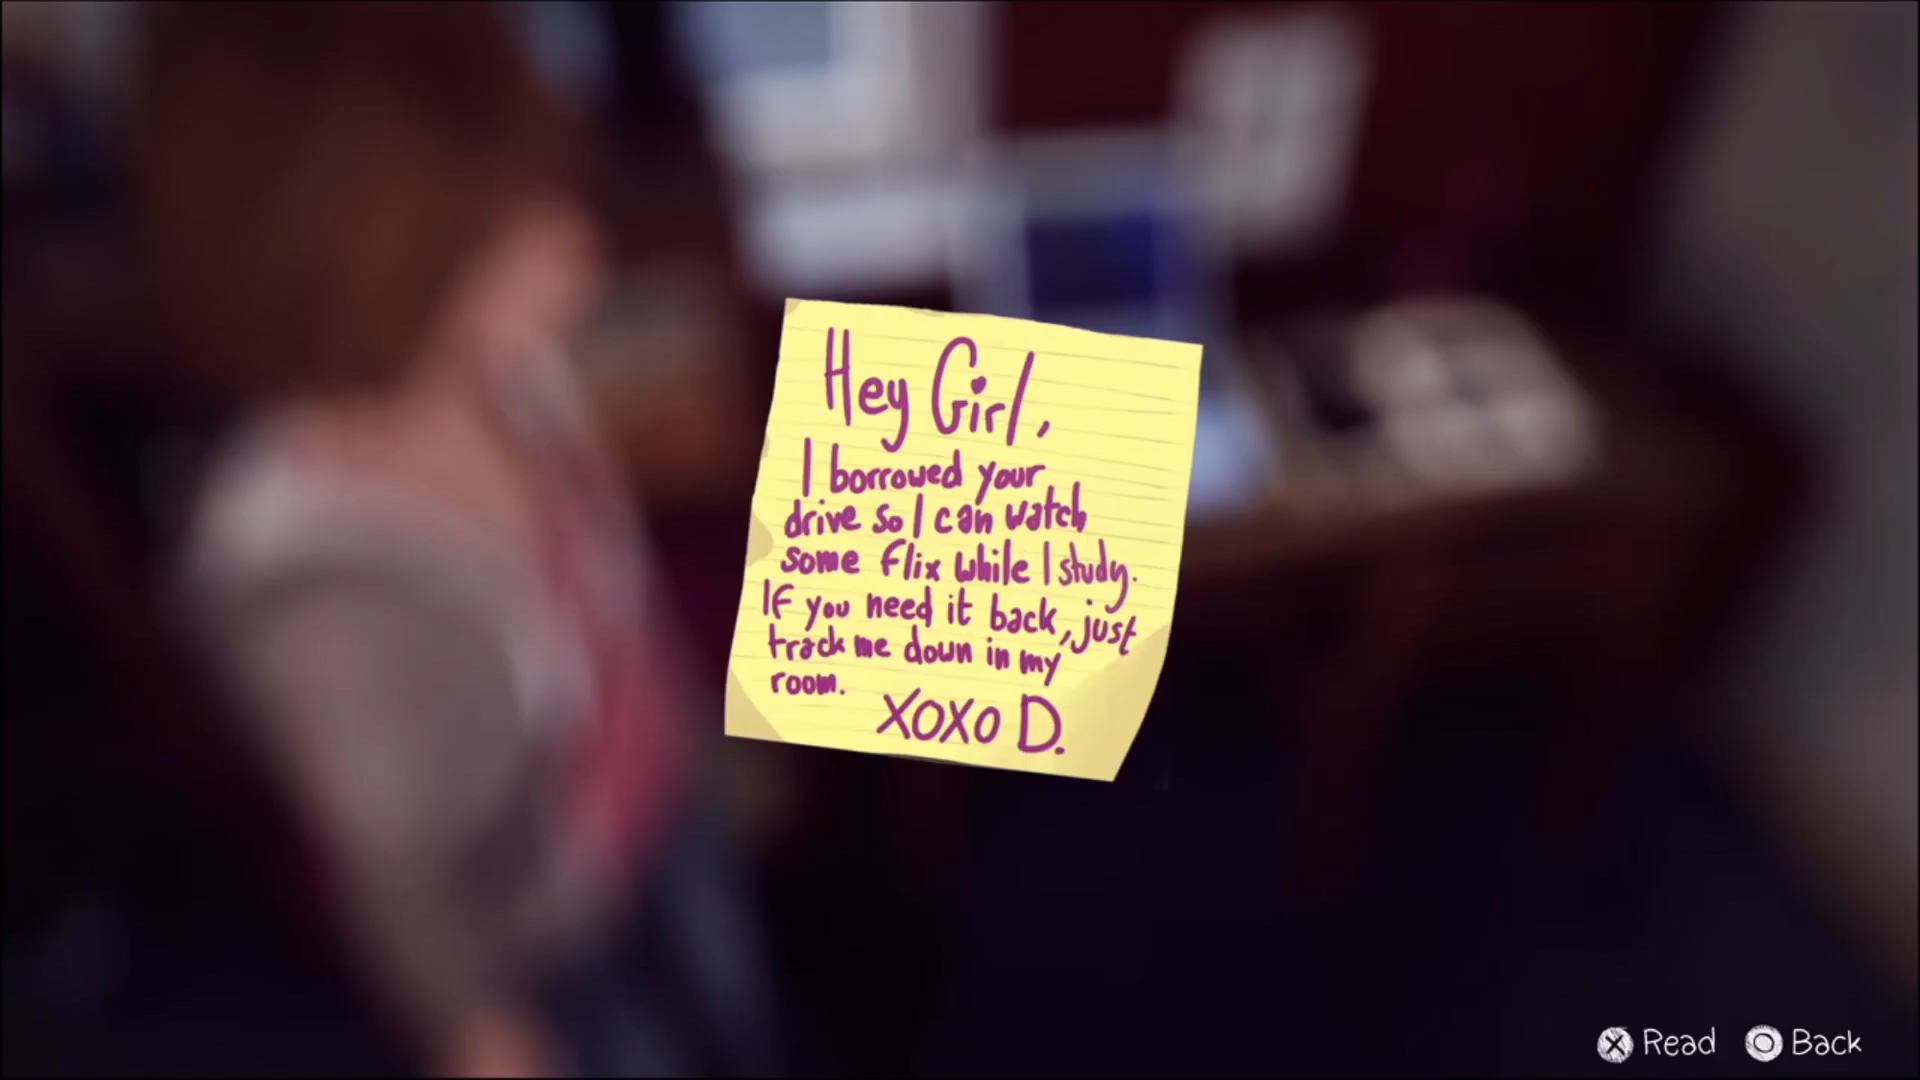 Hey Girl,
I borrowed your
drive so I can watch
some flix while I study.
If you need it back, just
track me down in my
room.
XOXO D.
Read Back